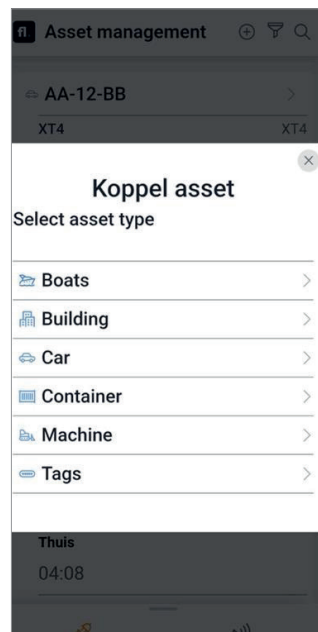 fl.
Asset management
AA-12-BB
XT4 XT4
Koppel asset
Select asset type
Boats
Building
Car
Container
Machine
Tags
Thuis
04:08